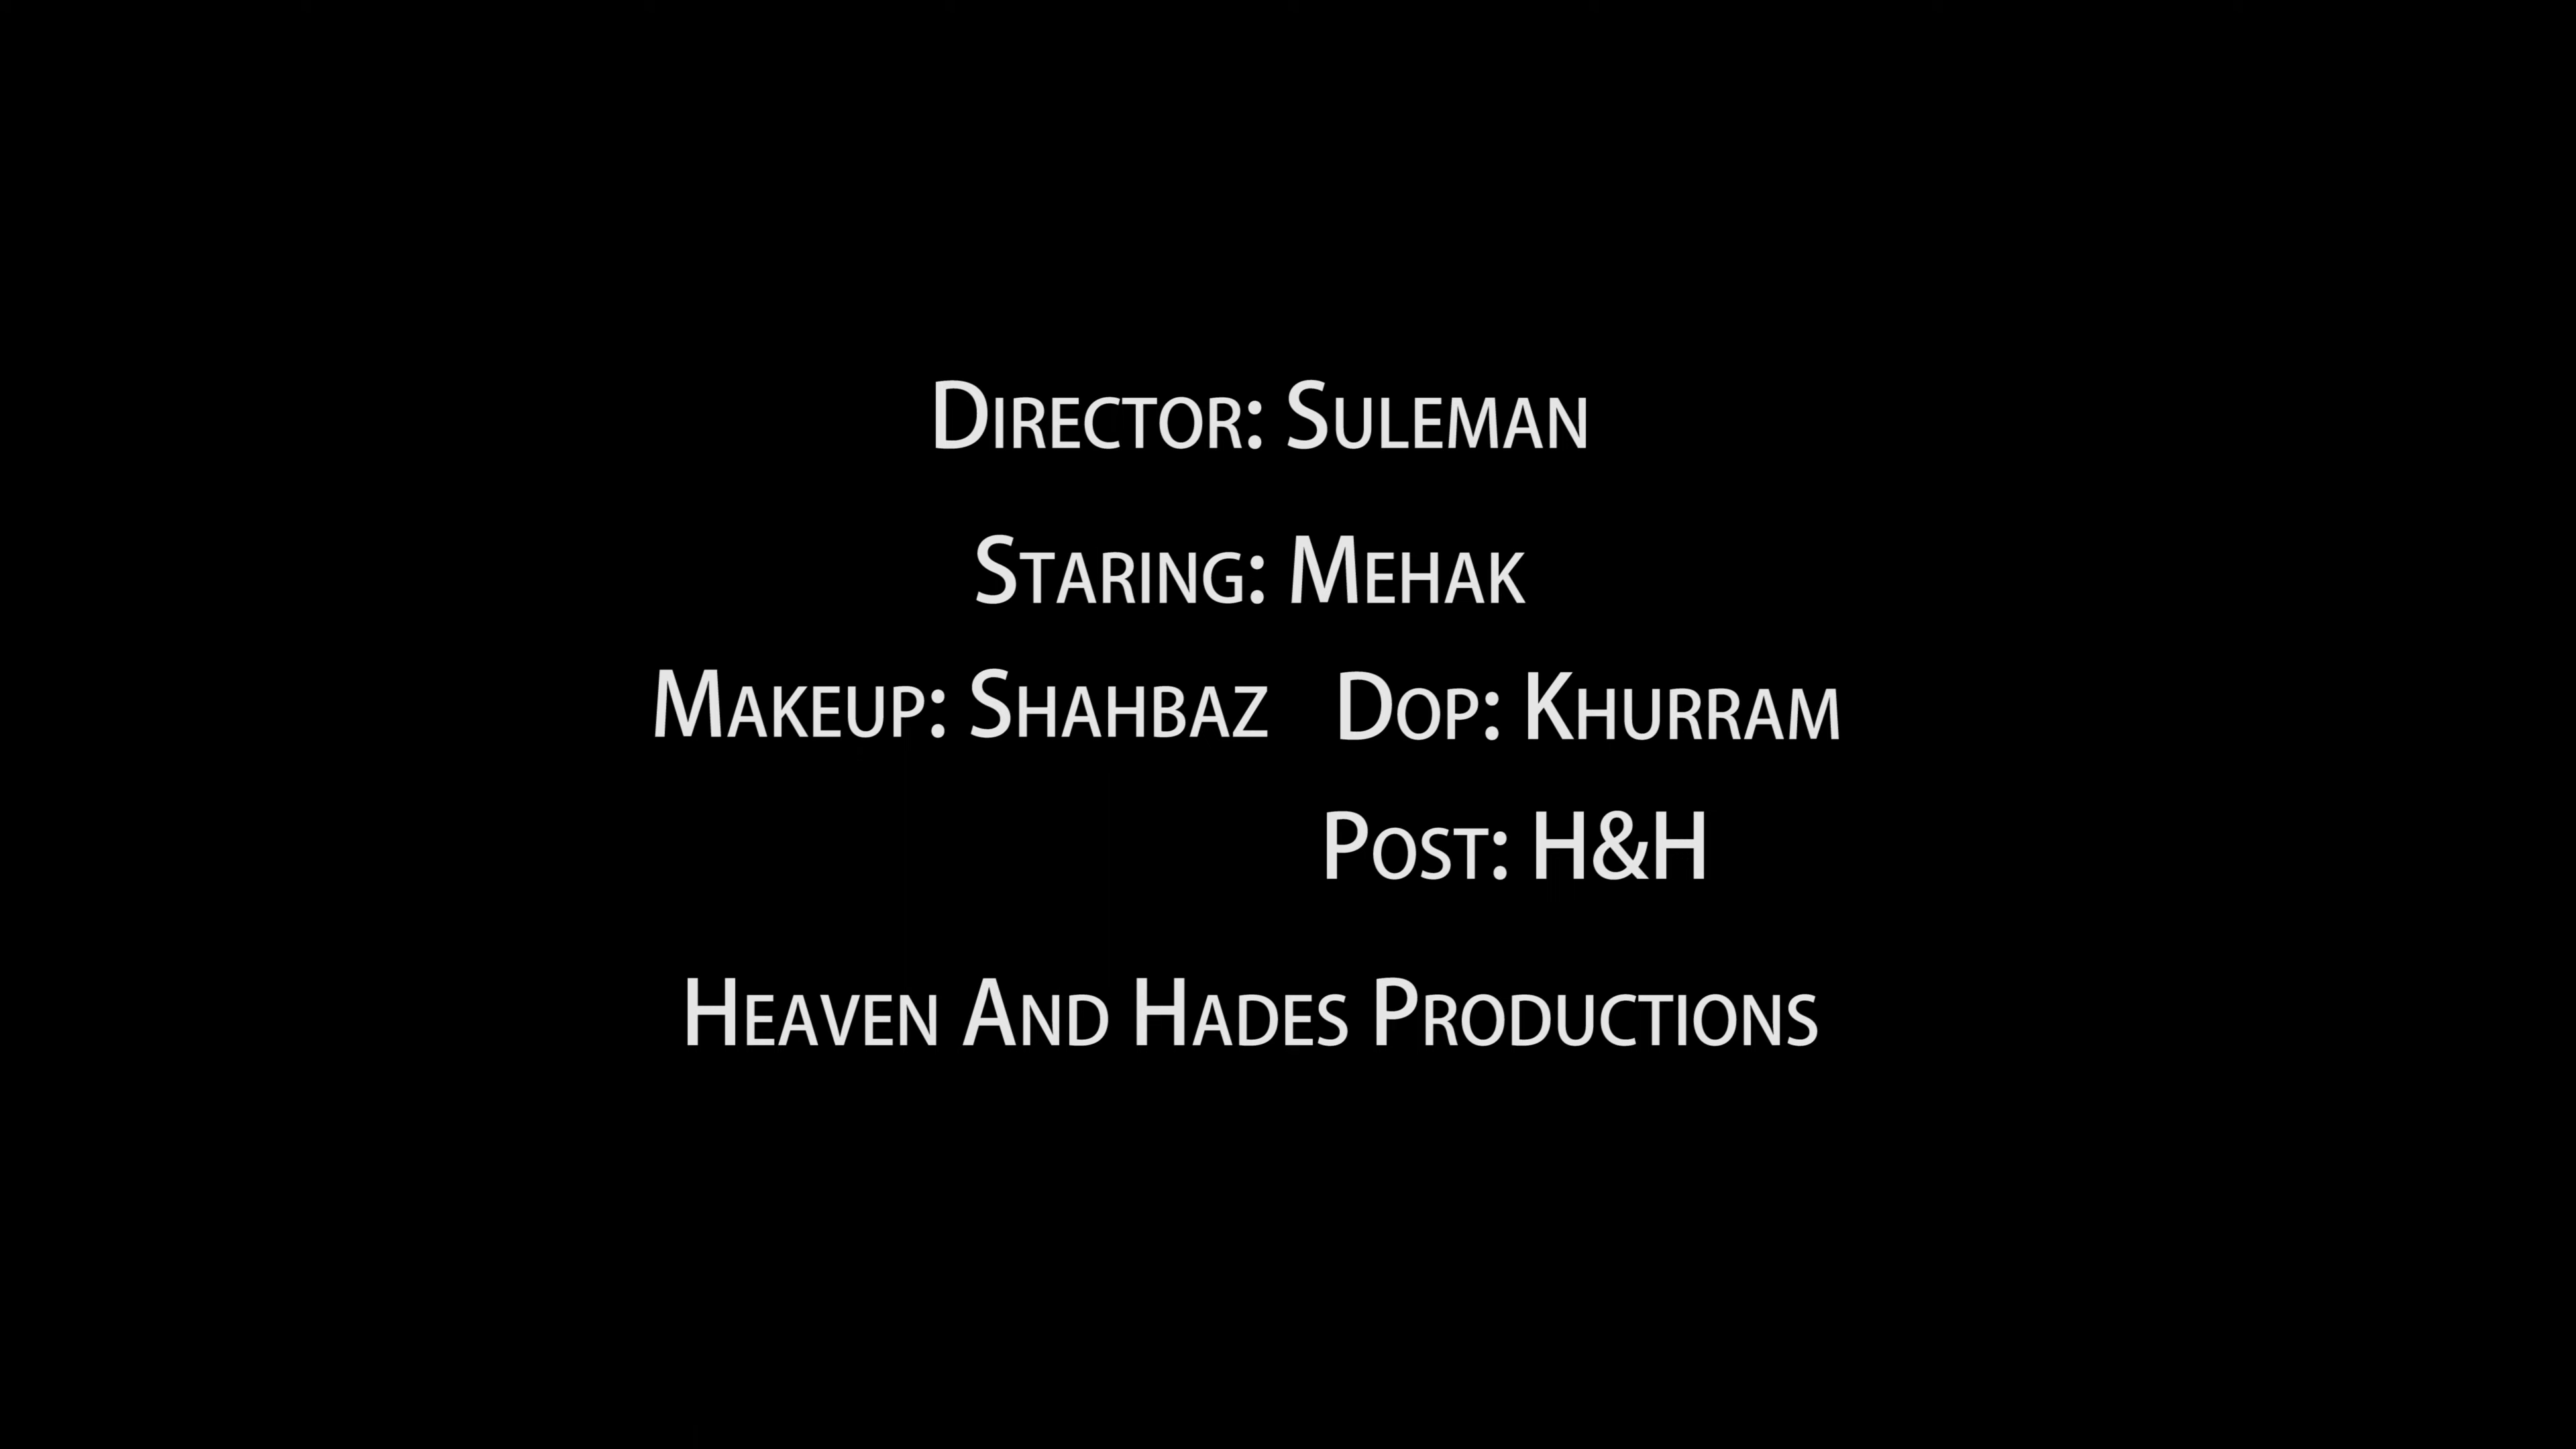 Director: Suleman
Staring: Mehak
Makeup: Shahbaz Dop: Khurram
Post: H&H
Heaven And Hades Productions